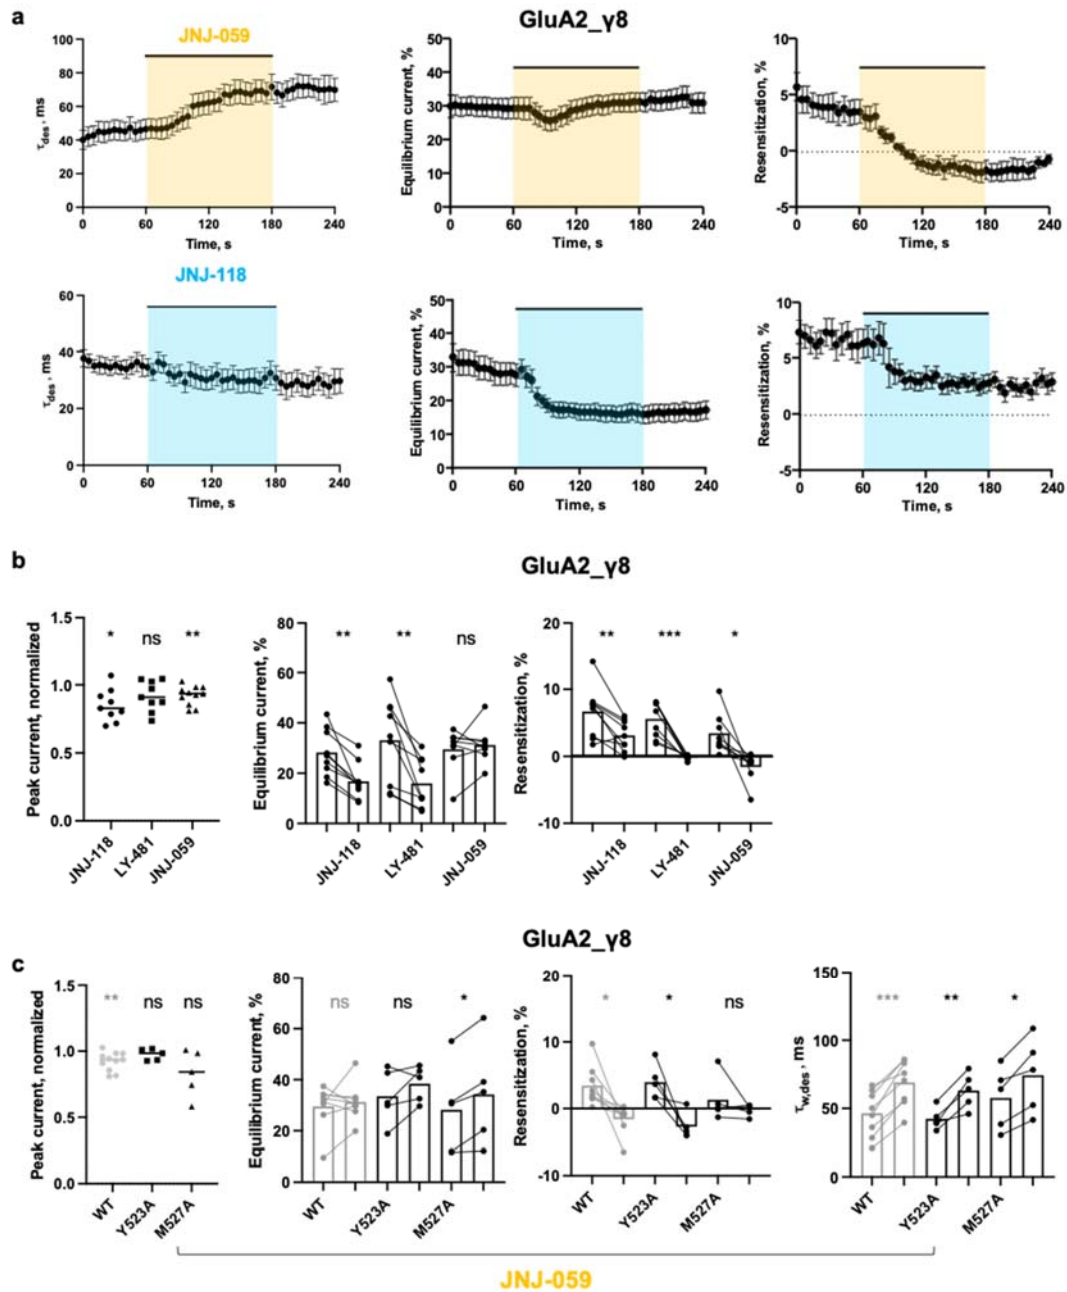 a
GluA2_γ8
JNJ-059
100
80
60
40
20
0
τdes , ms
0 60 120 180 240
Time, s
50
40
30
20
10
0
Equilibrium current, %
0 60 120 180 240
Time, s
10
5
0
-5
Resensitization, %
0 60 120 180 240
Time, s
JNJ-118
60
40
20
0
τdes , ms
0 60 120 180 240
Time, s
50
40
30
20
10
0
Equilibrium current, %
0 60 120 180 240
Time, s
10
5
0
-5
Resensitization, %
0 60 120 180 240
Time, s
b
GluA2_γ8
1.5
1.0
0.5
0.0
Peak current, normalized
* ns **
JNJ-118 LY-481 JNJ-059
80
60
40
20
0
Equilibrium current, %
** ** ns
JNJ-118 LY-481 JNJ-059
20
10
0
-10
Resensitization, %
** *** *
JNJ-118 LY-481 JNJ-059
c
GluA2_γ8
1.5
1.0
0.5
0.0
Peak current, normalized
** ns ns
WT Y523A M527A
80
60
40
20
0
Equilibrium current, %
ns ns *
WT Y523A M527A
20
10
0
-10
Resensitization, %
* * ns
WT Y523A M527A
150
100
50
0
τw,des, ms
*** ** *
WT Y523A M527A
JNJ-059